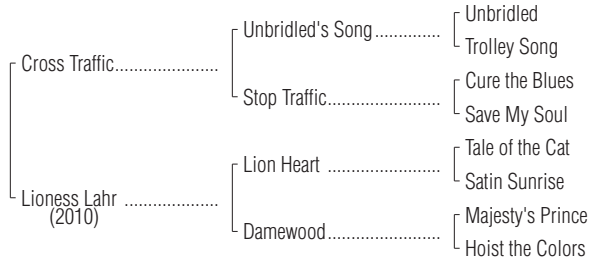 Unbridled
Unbridled's Song..............
Trolley Song
Cross Traffic......................
Cure the Blues
Stop Traffic........................
Save My Soul
Tale of the Cat
Lion Heart ........................
Satin Sunrise
Lioness Lahr ....................
(2010)
Majesty's Prince
Damewood........................
Hoist the Colors